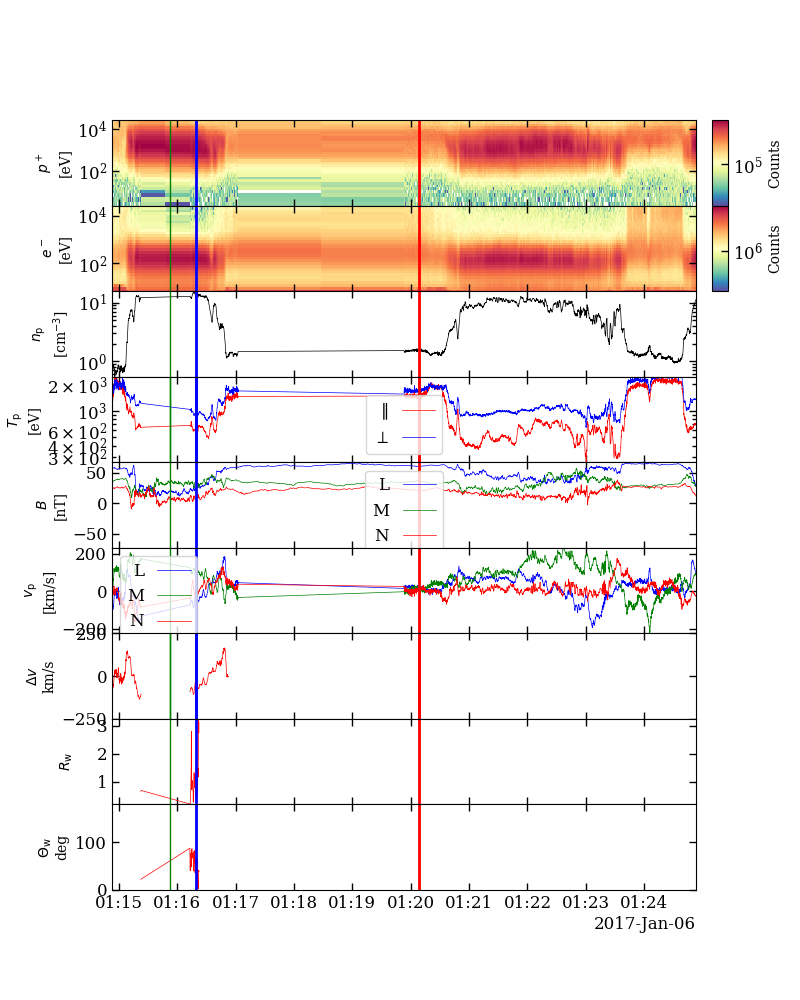 10⁴
10²
p⁺
[eV]
10⁵
Counts
10⁴
10²
e⁻
[eV]
10⁶
Counts
10¹
10⁰
nₚ
[cm⁻³]
2 × 10³
10³
6 × 10²
4 × 10²
3 × 10²
Tₚ
[eV]
∥
⊥
50
0
−50
B
[nT]
L
M
N
200
0
−200
vₚ
[km/s]
L
M
N
250
0
−250
Δv
km/s
3
2
1
R_w
100
0
Θ_w
deg
01:15 01:16 01:17 01:18 01:19 01:20 01:21 01:22 01:23 01:24
2017-Jan-06